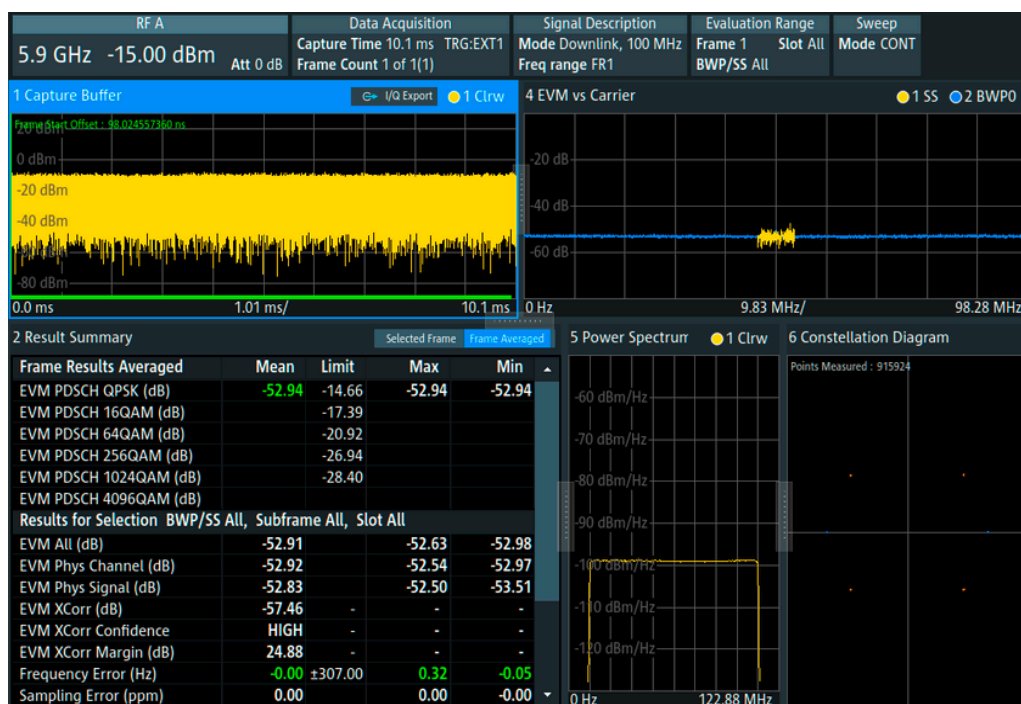 RF A
5.9 GHz -15.00 dBm Att 0 dB
Data Acquisition
Capture Time 10.1 ms TRG:EXT1
Frame Count 1 of 1(1)
Signal Description
Mode Downlink, 100 MHz
Freq range FR1
Evaluation Range
Frame 1 Slot All
BWP/SS All
Sweep
Mode CONT
1 Capture Buffer I/Q Export 1 Clrw
Frame Start Offset : 98.024557360 ns
20 dBm
0 dBm
-20 dBm
-40 dBm
-80 dBm
0.0 ms 1.01 ms/ 10.1 ms
4 EVM vs Carrier 1 SS 2 BWP0
-20 dB
-40 dB
-60 dB
0 Hz 9.83 MHz/ 98.28 MHz
2 Result Summary Selected Frame Frame Averaged
Frame Results Averaged Mean Limit Max Min
EVM PDSCH QPSK (dB) -52.94 -14.66 -52.94 -52.94
EVM PDSCH 16QAM (dB) -17.39
EVM PDSCH 64QAM (dB) -20.92
EVM PDSCH 256QAM (dB) -26.94
EVM PDSCH 1024QAM (dB) -28.40
EVM PDSCH 4096QAM (dB)
Results for Selection BWP/SS All, Subframe All, Slot All
EVM All (dB) -52.91 -52.63 -52.98
EVM Phys Channel (dB) -52.92 -52.54 -52.97
EVM Phys Signal (dB) -52.83 -52.50 -53.51
EVM XCorr (dB) -57.46 - - -
EVM XCorr Confidence HIGH - - -
EVM XCorr Margin (dB) 24.88 - - -
Frequency Error (Hz) -0.00 ±307.00 0.32 -0.05
Sampling Error (ppm) 0.00 0.00 -0.00
5 Power Spectrum 1 Clrw
-60 dBm/Hz
-70 dBm/Hz
-80 dBm/Hz
-90 dBm/Hz
-100 dBm/Hz
-110 dBm/Hz
-120 dBm/Hz
0 Hz 122.88 MHz
6 Constellation Diagram
Points Measured : 915924